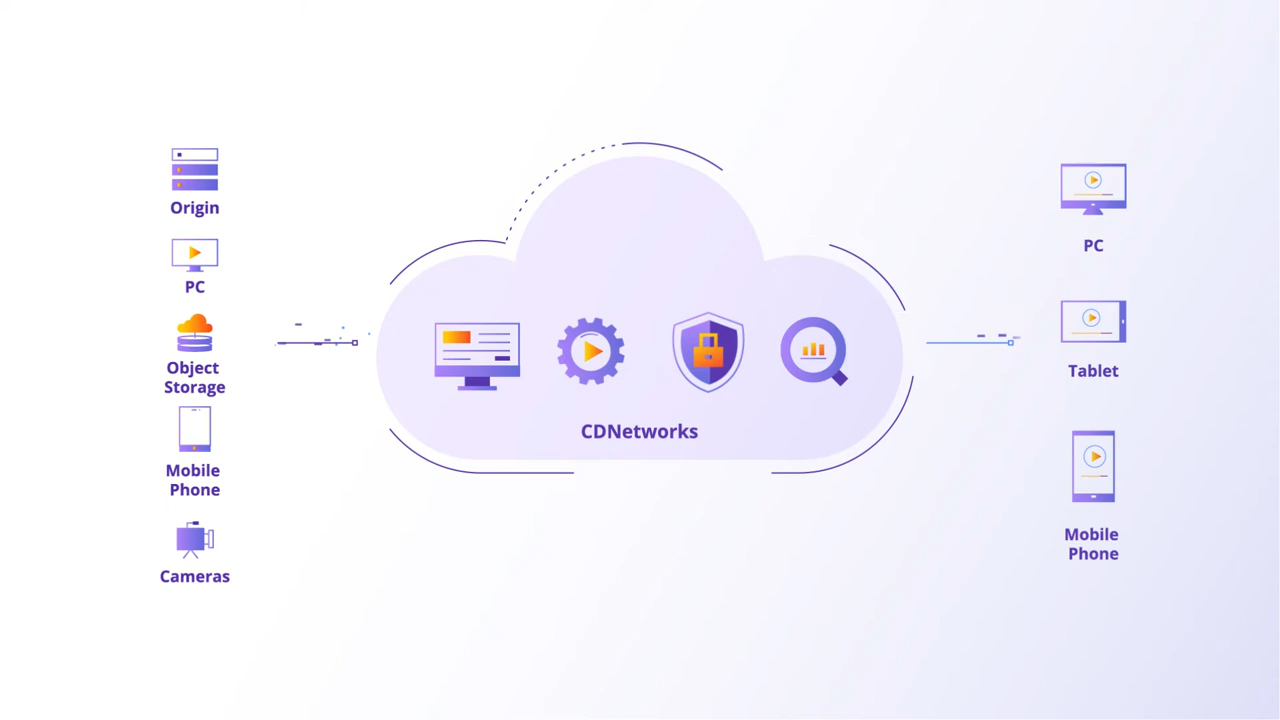 Origin
PC
Object
Storage
Mobile
Phone
Cameras
CDNetworks
PC
Tablet
Mobile
Phone